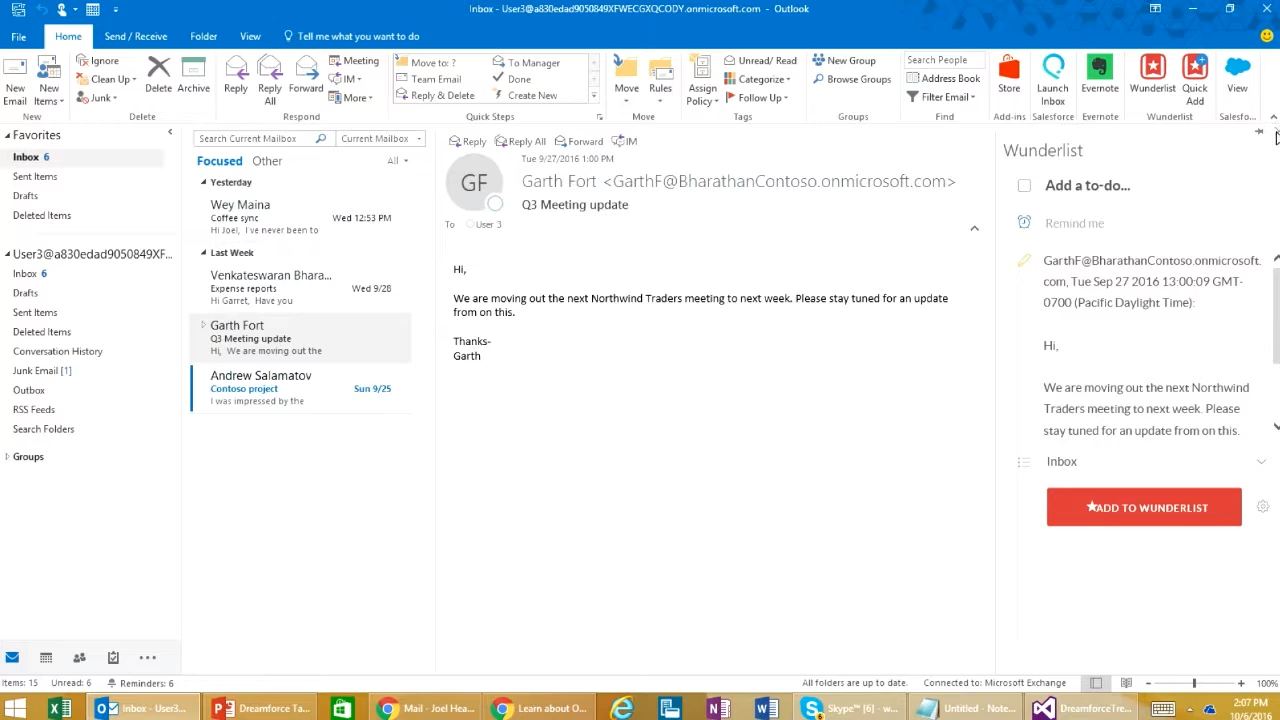 Inbox - User3@a830edad9050849XFWECGXQCODY.onmicrosoft.com - Outlook
File Home Send / Receive Folder View Tell me what you want to do
New Email
New Items
Ignore
Clean Up
Junk
Delete
Archive
Reply
Reply All
Forward
Meeting
IM
More
Move to: ?
Team Email
Reply & Delete
To Manager
Done
Create New
Move
Rules
Assign Policy
Unread/ Read
Categorize
Follow Up
New Group
Browse Groups
Search People
Address Book
Filter Email
Store
Launch Inbox
Evernote
Wunderlist
Quick Add
View
New Delete Respond Quick Steps Move Tags Groups Find Add-ins Salesforce Evernote Wunderlist Salesfo...
Favorites
Inbox 6
Sent Items
Drafts
Deleted Items
User3@a830edad9050849XF...
Inbox 6
Drafts
Sent Items
Deleted Items
Conversation History
Junk Email [1]
Outbox
RSS Feeds
Search Folders
Groups
Search Current Mailbox Current Mailbox
Focused Other All
Yesterday
Wey Maina
Coffee sync Wed 12:53 PM
Hi Joel, I've never been to
Last Week
Venkateswaran Bhara...
Expense reports Wed 9/28
Hi Garret, Have you
Garth Fort
Q3 Meeting update
Hi, We are moving out the
Andrew Salamatov
Contoso project Sun 9/25
I was impressed by the
Reply Reply All Forward IM
Tue 9/27/2016 1:00 PM
GF
Garth Fort <GarthF@BharathanContoso.onmicrosoft.com>
Q3 Meeting update
To User 3
Hi,
We are moving out the next Northwind Traders meeting to next week. Please stay tuned for an update
from on this.
Thanks-
Garth
Wunderlist
Add a to-do...
Remind me
GarthF@BharathanContoso.onmicrosoft.
com, Tue Sep 27 2016 13:00:09 GMT-
0700 (Pacific Daylight Time):
Hi,
We are moving out the next Northwind
Traders meeting to next week. Please
stay tuned for an update from on this.
Inbox
ADD TO WUNDERLIST
Items: 15 Unread: 6 Reminders: 6 All folders are up to date. Connected to: Microsoft Exchange 100%
Inbox - User3... Dreamforce Ta... Mail - Joel Hea... Learn about O... Skype™ [6] - w... Untitled - Note... DreamforceTre...
2:07 PM
10/6/2016